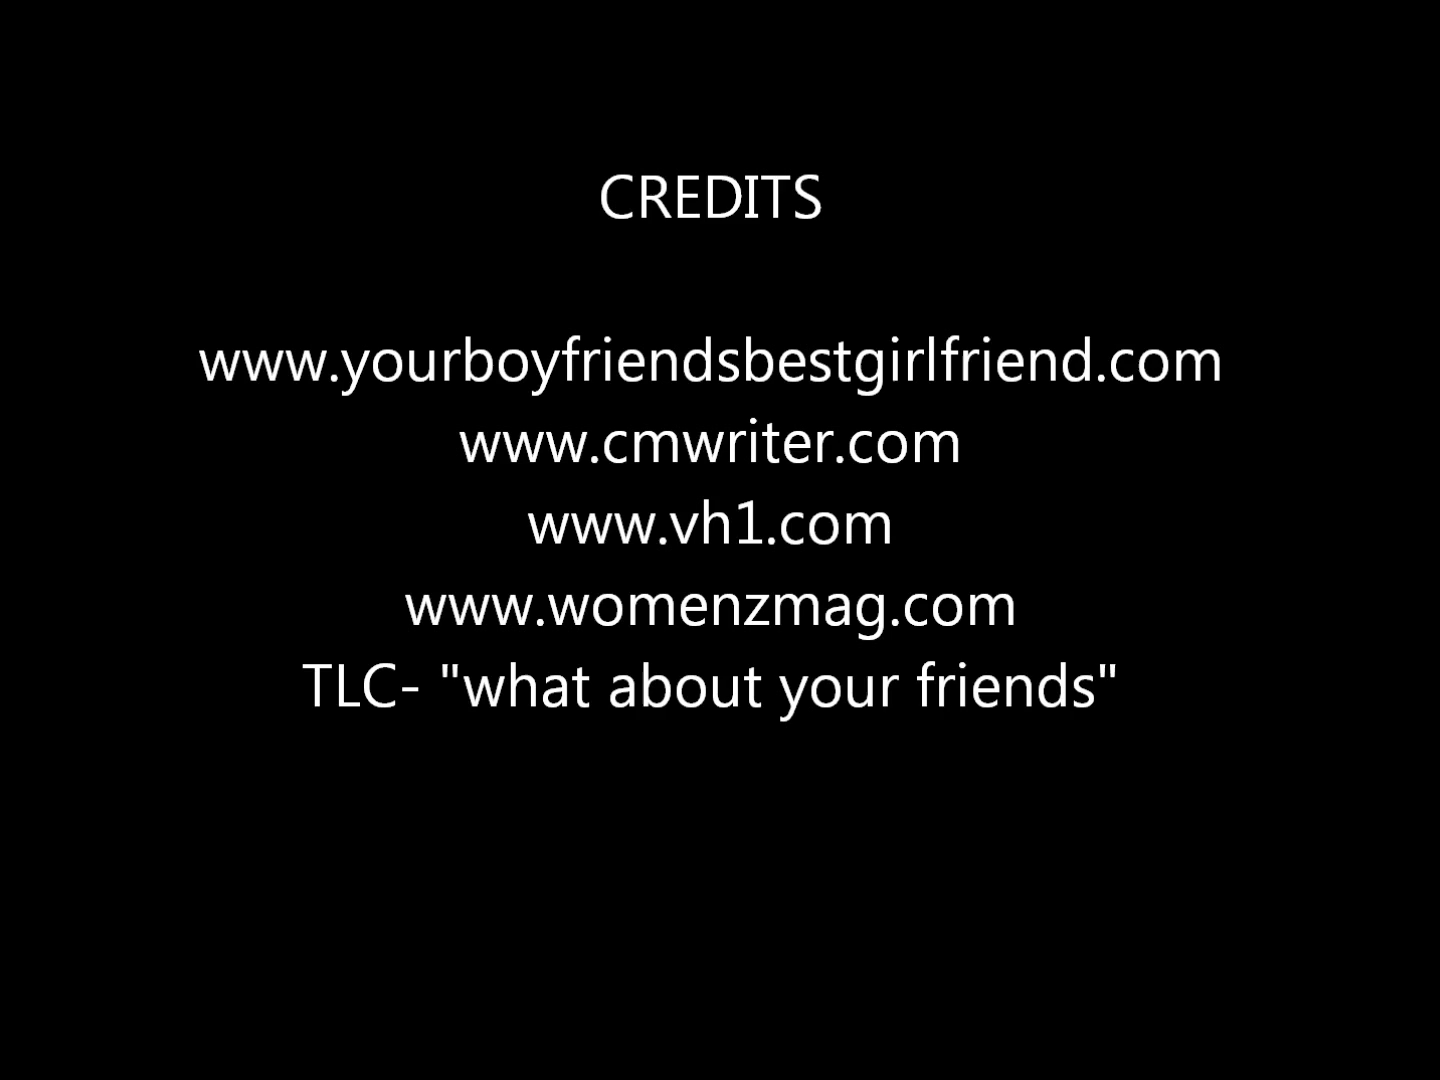 CREDITS
www.yourboyfriendsbestgirlfriend.com
www.cmwriter.com
www.vh1.com
www.womenzmag.com
TLC- "what about your friends"